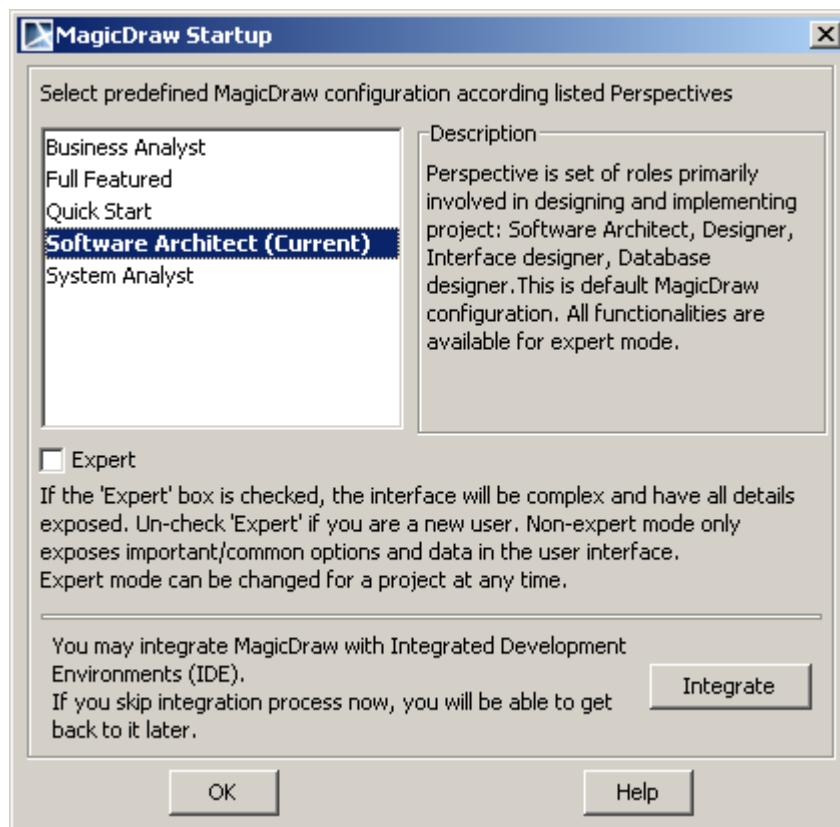 MagicDraw Startup
Select predefined MagicDraw configuration according listed Perspectives
Business Analyst
Full Featured
Quick Start
Software Architect (Current)
System Analyst
Description
Perspective is set of roles primarily
involved in designing and implementing
project: Software Architect, Designer,
Interface designer, Database
designer.This is default MagicDraw
configuration. All functionalities are
available for expert mode.
Expert
If the 'Expert' box is checked, the interface will be complex and have all details
exposed. Un-check 'Expert' if you are a new user. Non-expert mode only
exposes important/common options and data in the user interface.
Expert mode can be changed for a project at any time.
You may integrate MagicDraw with Integrated Development
Environments (IDE).
If you skip integration process now, you will be able to get
back to it later.
Integrate
OK
Help